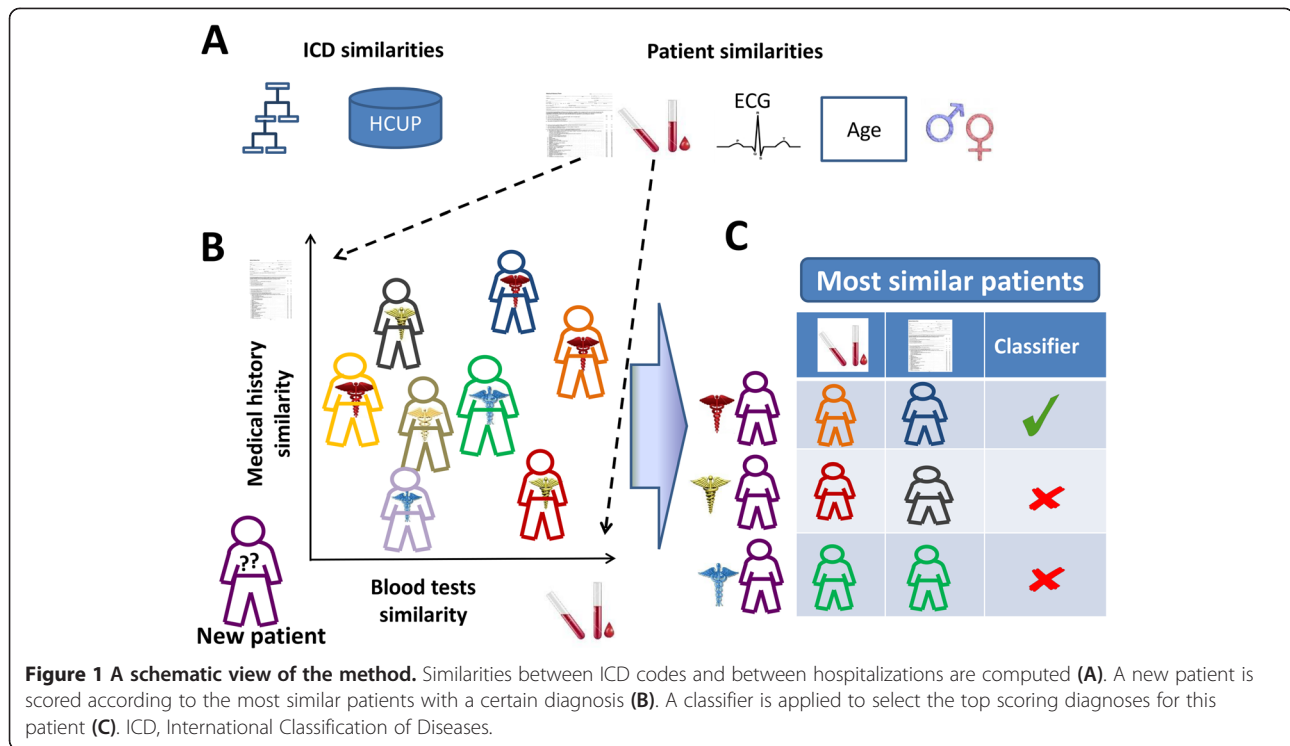 A
ICD similarities
Patient similarities
HCUP
ECG
Age
B
Medical history
similarity
??
New patient
Blood tests
similarity
C
Most similar patients
Classifier
Figure 1 A schematic view of the method. Similarities between ICD codes and between hospitalizations are computed (A). A new patient is
scored according to the most similar patients with a certain diagnosis (B). A classifier is applied to select the top scoring diagnoses for this
patient (C). ICD, International Classification of Diseases.